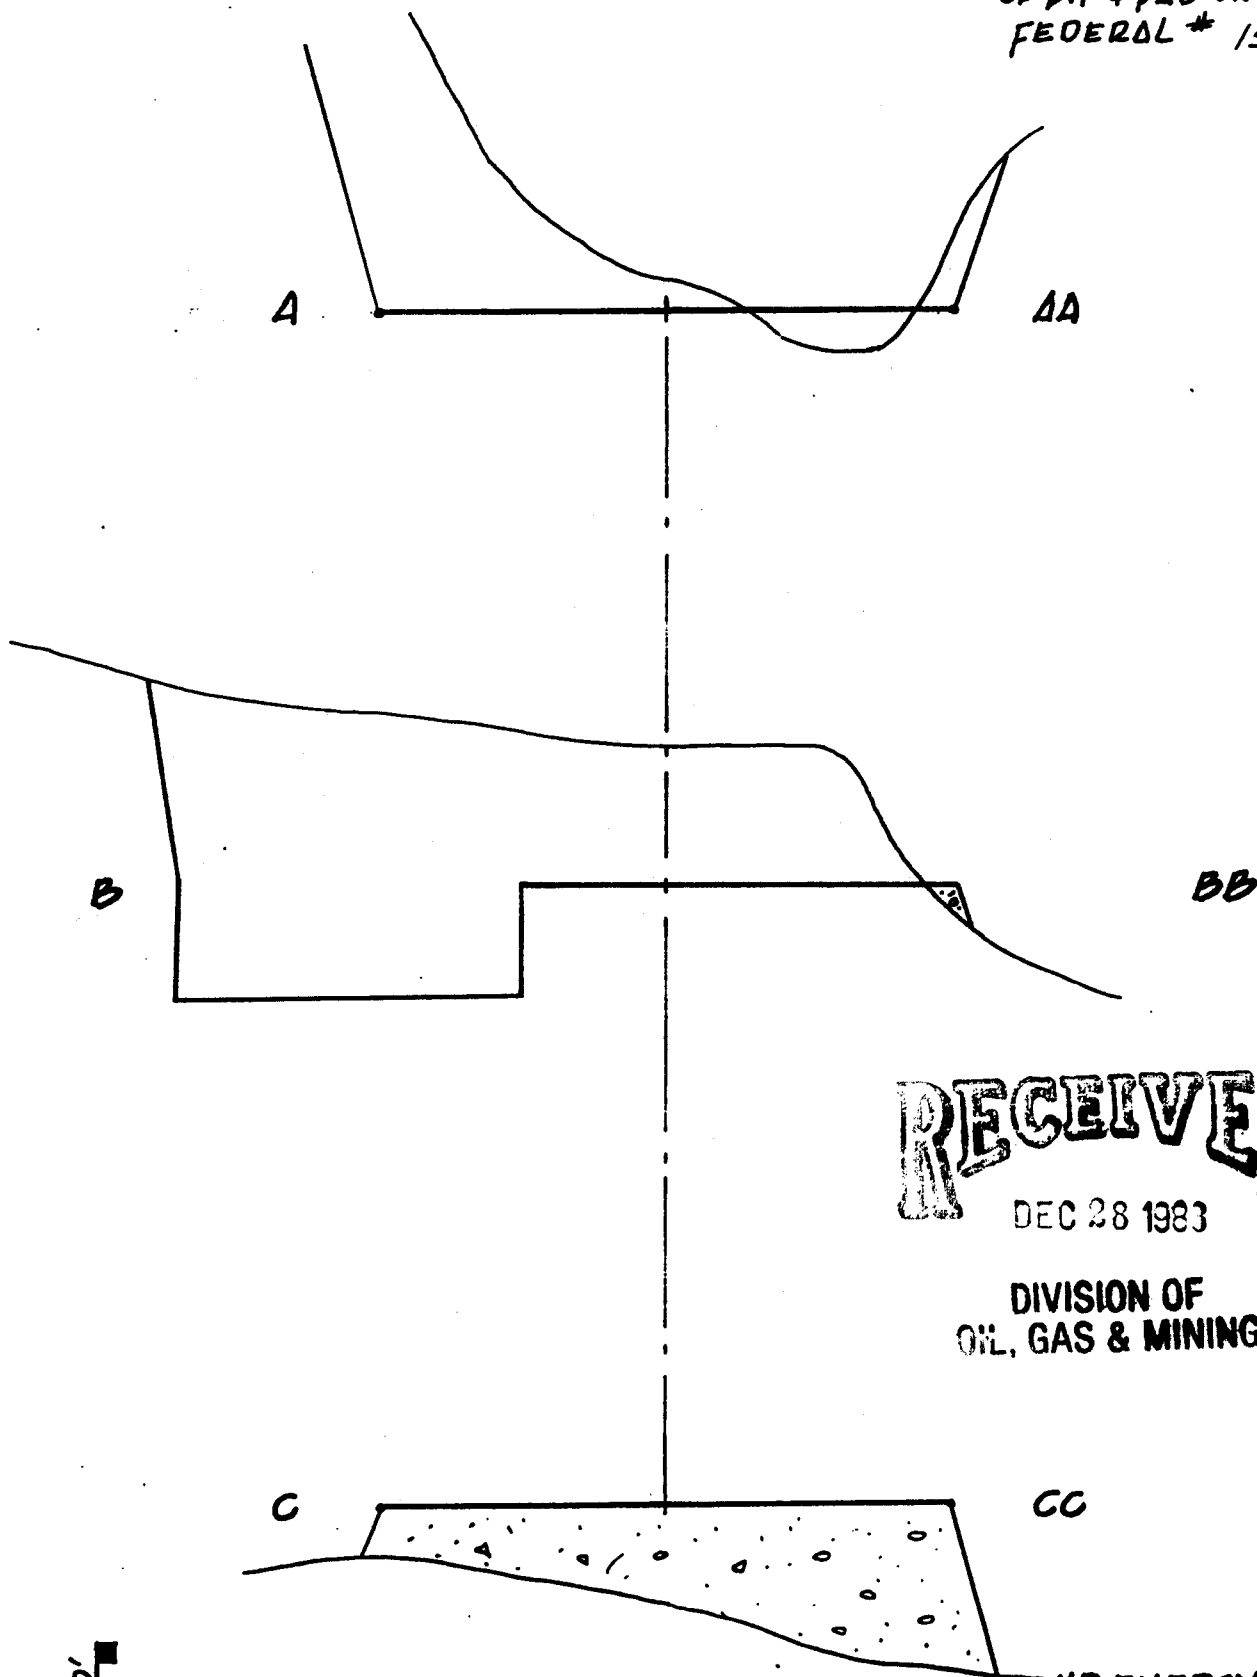 FEDERAL #
A AA
B BB
RECEIVE
DEC 28 1983
DIVISION OF
OIL, GAS & MINING
C CC